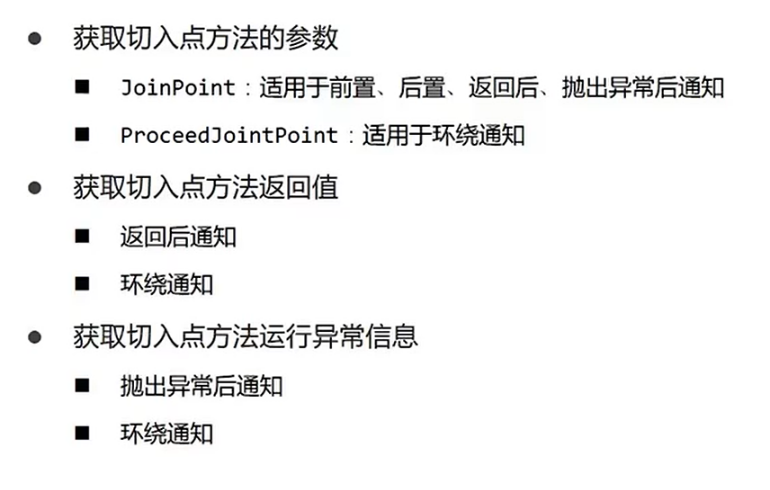 获取切入点方法的参数
JoinPoint：适用于前置、后置、返回后、抛出异常后通知
ProceedJointPoint：适用于环绕通知
获取切入点方法返回值
返回后通知
环绕通知
获取切入点方法运行异常信息
抛出异常后通知
环绕通知